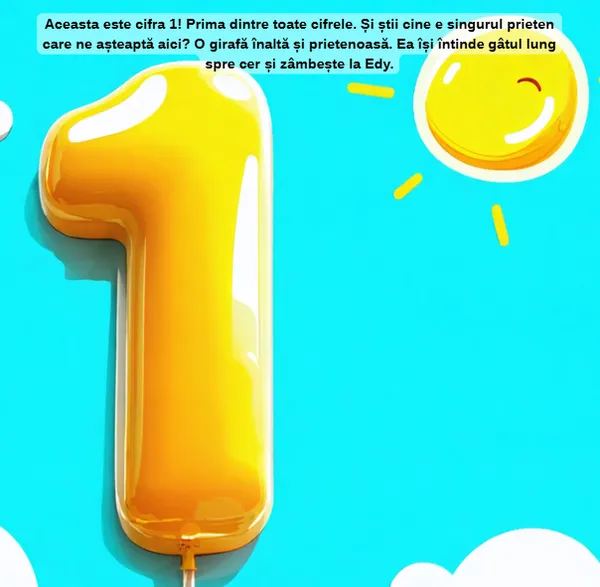 Aceasta este cifra 1! Prima dintre toate cifrele. Și știi cine e singurul prieten
care ne așteaptă aici? O girafă înaltă și prietenoasă. Ea își întinde gâtul lung
spre cer și zâmbește la Edy.
1